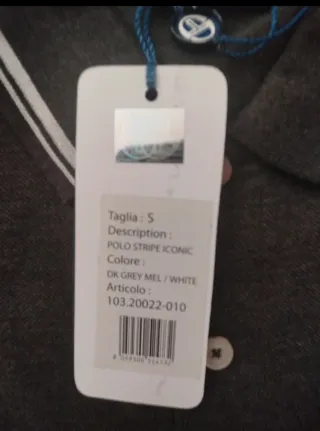 Taglia : S
Description :
POLO STRIPE ICONIC
Colore :
DK GREY MEL / WHITE
Articolo :
103.20022-010